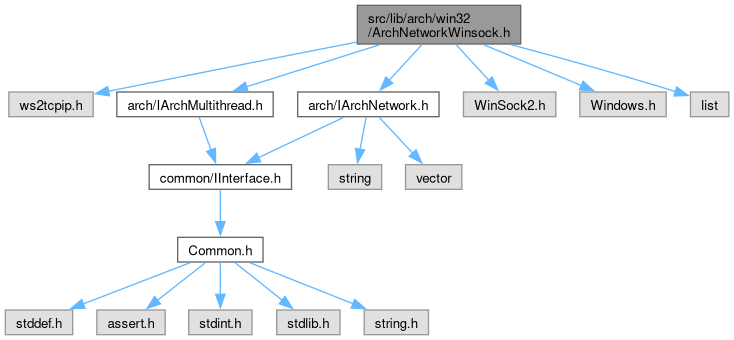 src/lib/arch/win32
/ArchNetworkWinsock.h
ws2tcpip.h
arch/IArchMultithread.h
arch/IArchNetwork.h
WinSock2.h
Windows.h
list
common/IInterface.h
string
vector
Common.h
stddef.h
assert.h
stdint.h
stdlib.h
string.h